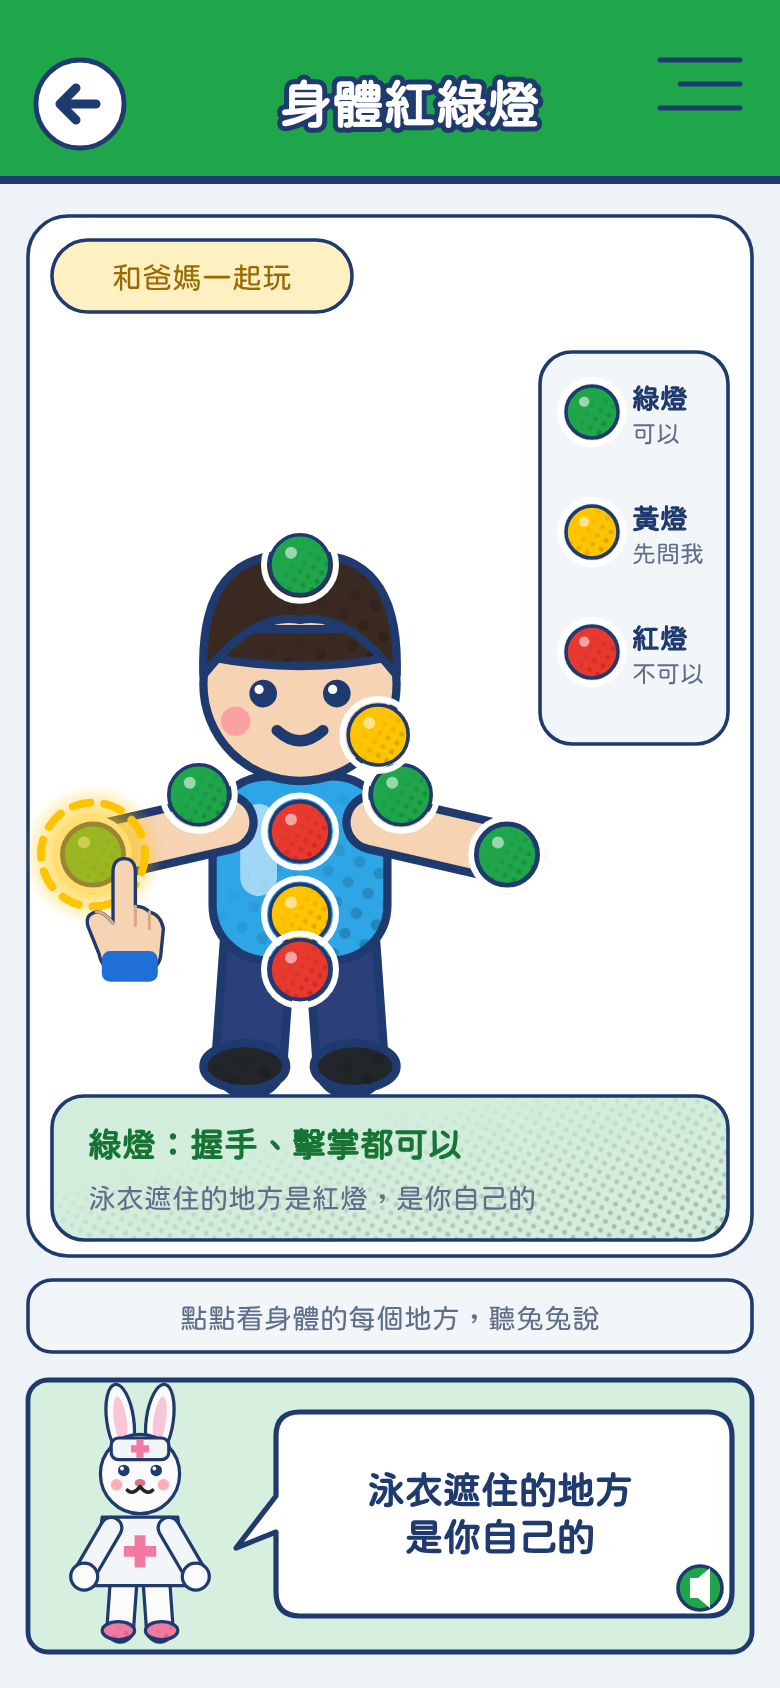 身體紅綠燈
和爸媽一起玩
綠燈
可以
黃燈
先問我
紅燈
不可以
綠燈：握手、擊掌都可以
泳衣遮住的地方是紅燈，是你自己的
點點看身體的每個地方，聽兔兔說
泳衣遮住的地方
是你自己的